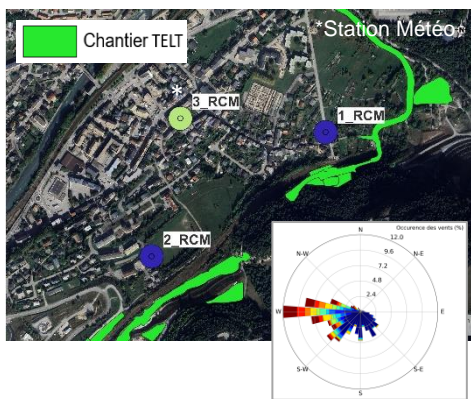 Chantier TELT
*Station Météo
*
3_RCM
1_RCM
2_RCM
Occurence des vents (%)
N
12.0
N-W
9.6
N-E
7.2
4.8
2.4
W
E
S-W
S-E
S